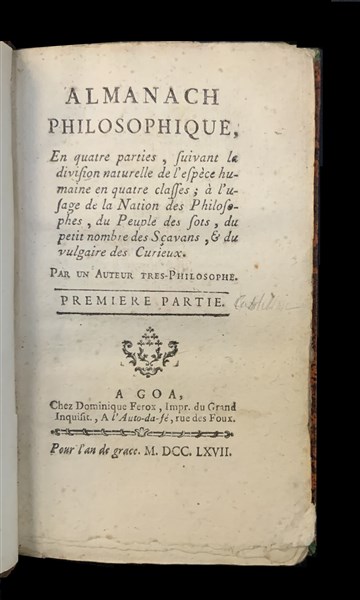 ALMANACH
PHILOSOPHIQUE,
En quatre parties, ſuivant la
diviſion naturelle de l'eſpèce hu-
maine en quatre claſſes; à l'u-
ſage de la Nation des Philoſo-
phes, du Peuple des ſots, du
petit nombre des Sçavans, & du
vulgaire des Curieux.
PAR UN AUTEUR TRES-PHILOSOPHE.
PREMIERE PARTIE.
A GOA,
Chez Dominique Ferox, Impr. du Grand
Inquiſit., A l'Auto-da-fé, rue des Foux.
Pour l'an de grace. M. DCC. LXVII.